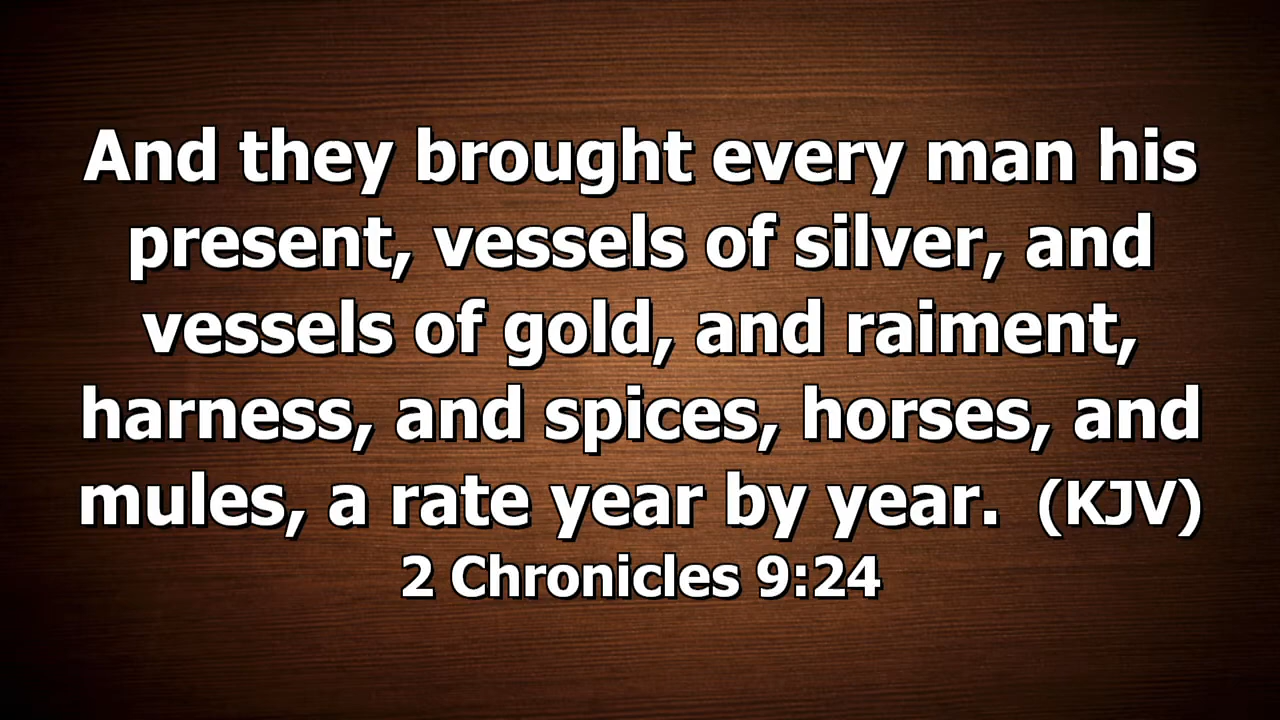 And they brought every man his
present, vessels of silver, and
vessels of gold, and raiment,
harness, and spices, horses, and
mules, a rate year by year.  (KJV)
2 Chronicles 9:24